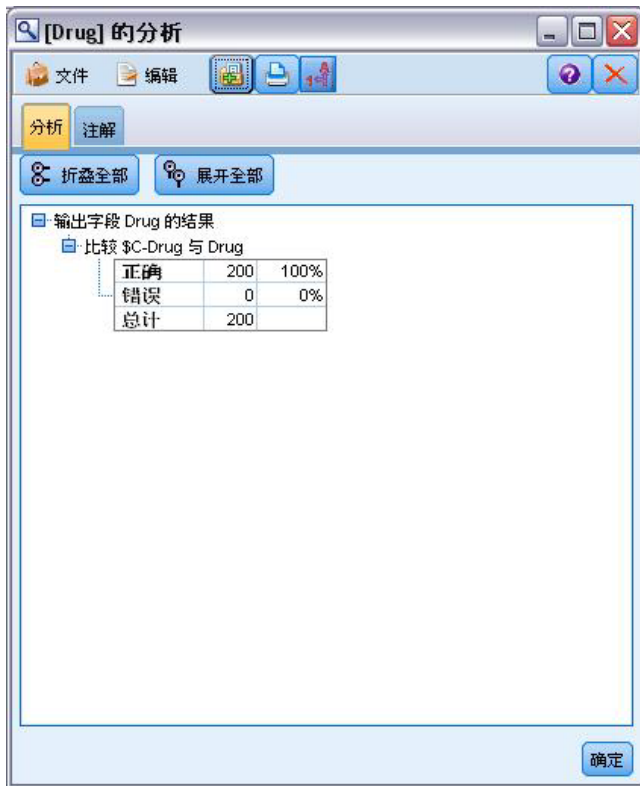 [Drug] 的分析
文件 编辑
分析 注解
折叠全部 展开全部
输出字段 Drug 的结果
比较 $C-Drug 与 Drug
正确 200 100%
错误 0 0%
总计 200
确定